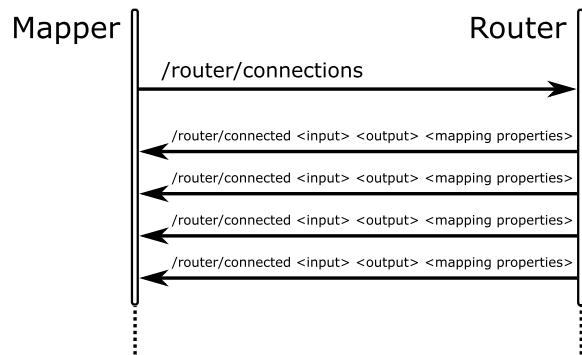 Mapper Router
/router/connections
/router/connected <input> <output> <mapping properties>
/router/connected <input> <output> <mapping properties>
/router/connected <input> <output> <mapping properties>
/router/connected <input> <output> <mapping properties>